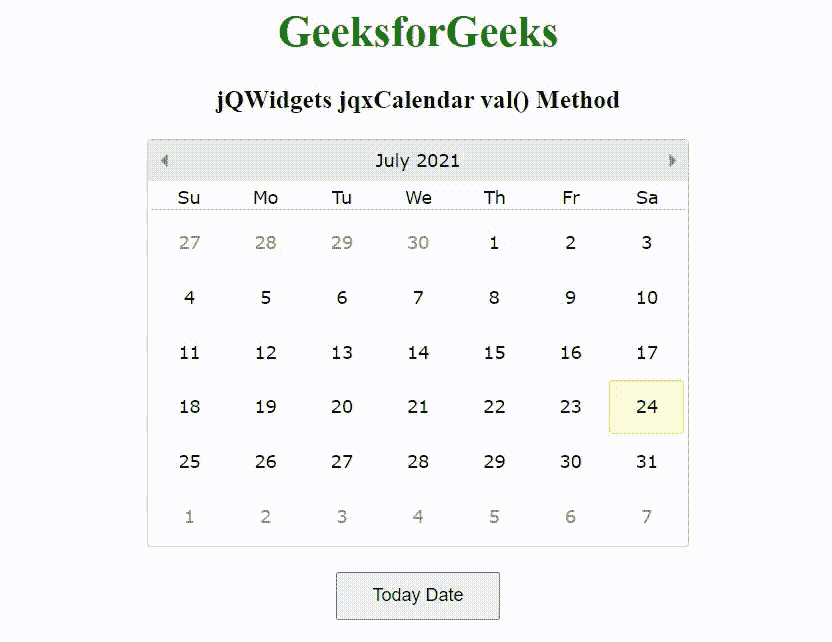 GeeksforGeeks
jQWidgets jqxCalendar val() Method
July 2021
Su Mo Tu We Th Fr Sa
27 28 29 30 1 2 3
4 5 6 7 8 9 10
11 12 13 14 15 16 17
18 19 20 21 22 23 24
25 26 27 28 29 30 31
1 2 3 4 5 6 7
Today Date